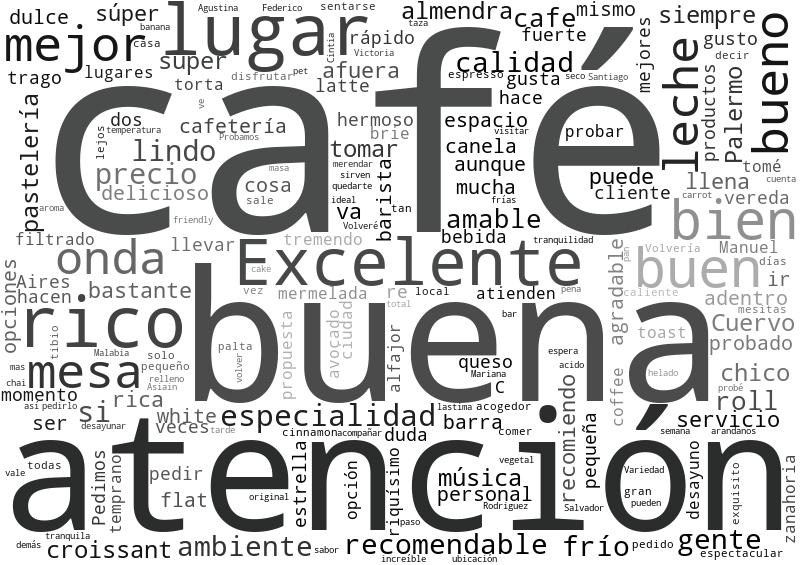 café
buena
atención
Excelente
lugar
mejor
rico
bien
buen
bueno
leche
mesa
onda
especialidad
recomendable
ambiente
croissant
frío
gente
dulce
súper
Agustina
Federico
sentarse
banana
casa
almendra
cafe
mismo
siempre
taza
fuerte
rápido
Cintia
Victoria
gusto
decir
mejores
trago
lugares
super
torta
disfrutar
pet
afuera
latte
calidad
espresso
gusta
seco
Santiago
hace
productos
Palermo
pastelería
dos
temperatura
lejos
ve
cafetería
Probamos
hermoso
brie
espacio
visitar
probar
canela
lindo
precio
delicioso
masa
cosa
sale
tomar
merendar
sirven
quedarte
ideal
va
Volveré
tan
barista
aunque
mucha
frías
puede
cliente
llena
tomé
cuenta
carrot
vereda
aroma
friendly
amable
bebida
tranquilidad
filtrado
llevar
tremendo
cake
Aires
hacen
bastante
opciones
vez
mermelada
re
total
local
atienden
pena
bar
agradable
pan
Volvería
Manuel
días
ir
caliente
adentro
mesitas
Cuervo
toast
probado
tibio
Malabia
solo
pequeño
relleno
Asiain
mas
chai
momento
así
pedirlo
desayunar
si
rica
palta
volver
propuesta
avocado
ciudad
alfajor
queso
Mariana
C
espera
acido
coffee
helado
probé
chico
roll
ser
white
veces
tarde
cinnamon
acompañar
duda
barra
lastima
acogedor
comer
recomiendo
pequeña
servicio
semana
arandanos
vale
todas
Pedimos
temprano
pedir
flat
original
estrella
opción
riquísimo
música
personal
vegetal
Rodriguez
Salvador
Variedad
gran
pueden
desayuno
exquisito
zanahoria
tranquila
demás
sabor
increíble
paso
ubicación
pedido
espectacular